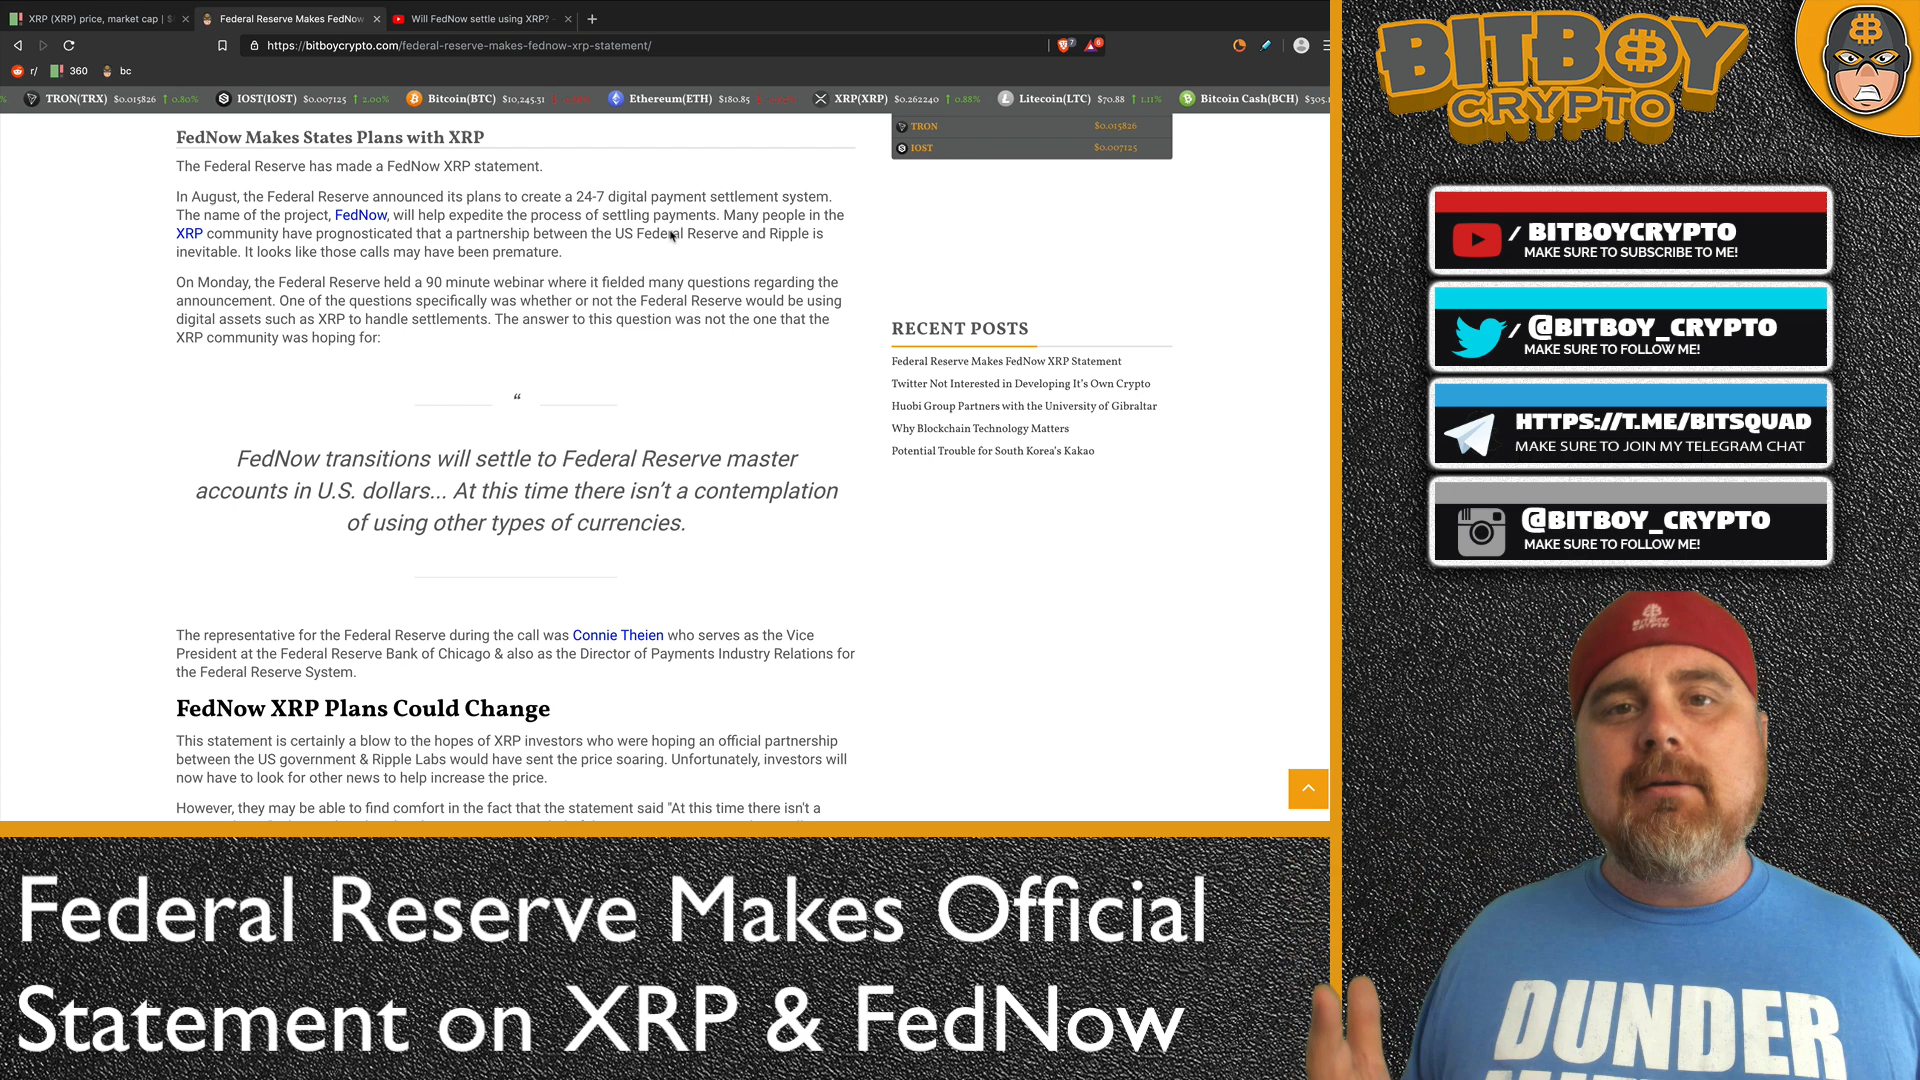 XRP (XRP) price, market cap | $
Federal Reserve Makes FedNow
Will FedNow settle using XRP?
https://bitboycrypto.com/federal-reserve-makes-fednow-xrp-statement/
r/ 360 bc
TRON(TRX) $0.015826 ↑ 0.80% IOST(IOST) $0.007125 ↑ 2.00% Bitcoin(BTC) $10,245.31 Ethereum(ETH) $180.85 XRP(XRP) $0.262240 ↑ 0.88% Litecoin(LTC) $70.88 ↑ 1.11% Bitcoin Cash(BCH) $305.1
TRON $0.015826
IOST $0.007125
FedNow Makes States Plans with XRP
The Federal Reserve has made a FedNow XRP statement.
In August, the Federal Reserve announced its plans to create a 24-7 digital payment settlement system.
The name of the project, FedNow, will help expedite the process of settling payments. Many people in the
XRP community have prognosticated that a partnership between the US Federal Reserve and Ripple is
inevitable. It looks like those calls may have been premature.
On Monday, the Federal Reserve held a 90 minute webinar where it fielded many questions regarding the
announcement. One of the questions specifically was whether or not the Federal Reserve would be using
digital assets such as XRP to handle settlements. The answer to this question was not the one that the
XRP community was hoping for:
“
FedNow transitions will settle to Federal Reserve master
accounts in U.S. dollars... At this time there isn’t a contemplation
of using other types of currencies.
The representative for the Federal Reserve during the call was Connie Theien who serves as the Vice
President at the Federal Reserve Bank of Chicago & also as the Director of Payments Industry Relations for
the Federal Reserve System.
FedNow XRP Plans Could Change
This statement is certainly a blow to the hopes of XRP investors who were hoping an official partnership
between the US government & Ripple Labs would have sent the price soaring. Unfortunately, investors will
now have to look for other news to help increase the price.
However, they may be able to find comfort in the fact that the statement said "At this time there isn't a
RECENT POSTS
Federal Reserve Makes FedNow XRP Statement
Twitter Not Interested in Developing It’s Own Crypto
Huobi Group Partners with the University of Gibraltar
Why Blockchain Technology Matters
Potential Trouble for South Korea’s Kakao
BITBOY
CRYPTO
/ BITBOYCRYPTO
MAKE SURE TO SUBSCRIBE TO ME!
/ @BITBOY_CRYPTO
MAKE SURE TO FOLLOW ME!
HTTPS://T.ME/BITSQUAD
MAKE SURE TO JOIN MY TELEGRAM CHAT
@BITBOY_CRYPTO
MAKE SURE TO FOLLOW ME!
BITBOY
CRYPTO
DUNDER
Federal Reserve Makes Official
Statement on XRP & FedNow